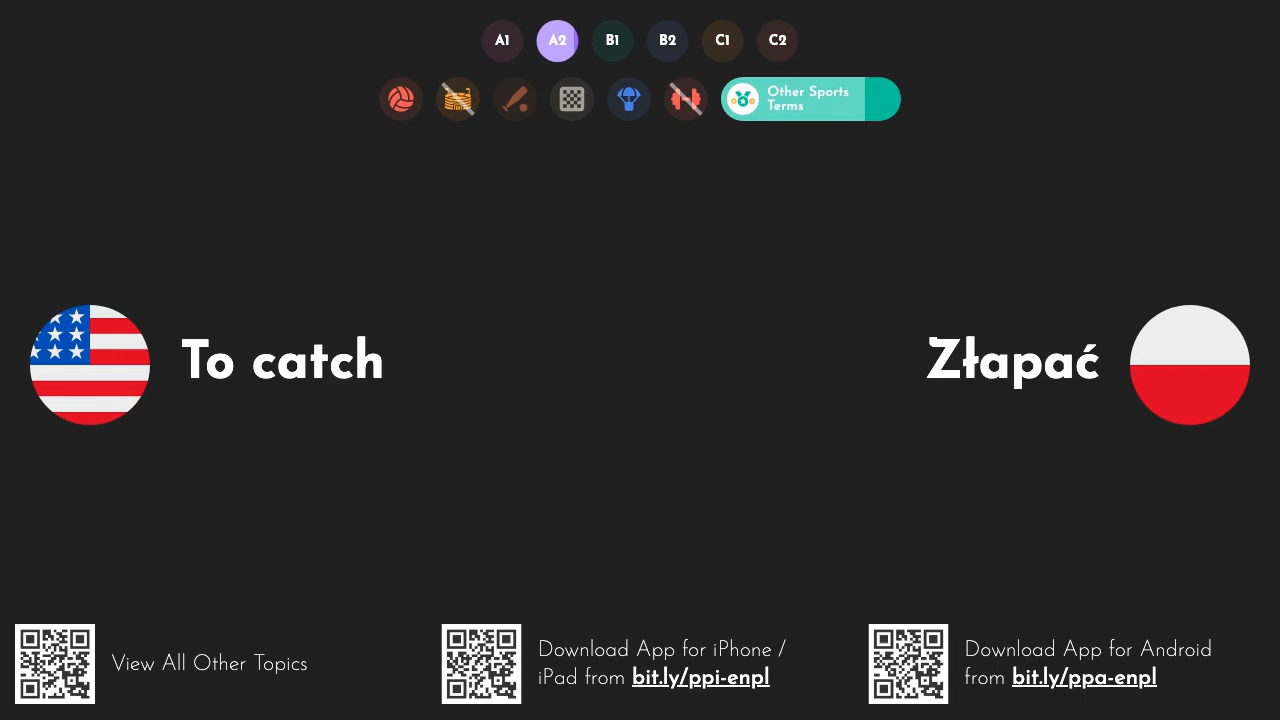 A1 A2 B1 B2 C1 C2
Other Sports
Terms
To catch
Złapać
View All Other Topics
Download App for iPhone /
iPad from bit.ly/ppi-enpl
Download App for Android
from bit.ly/ppa-enpl